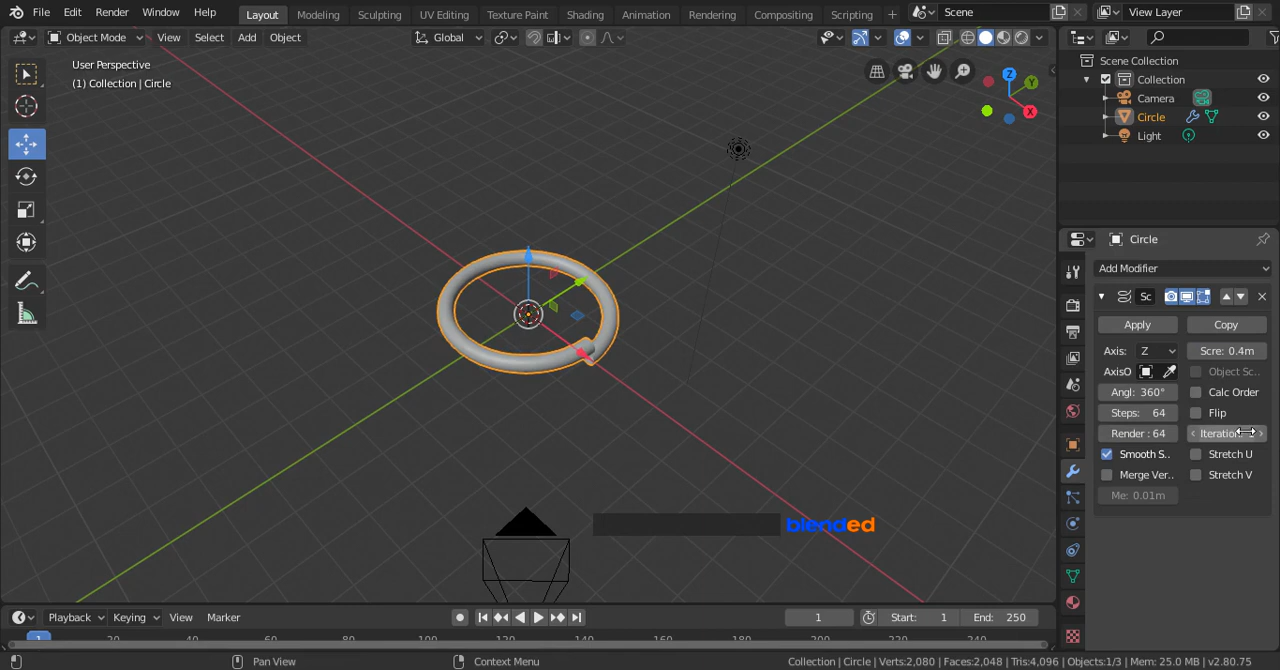 File Edit Render Window Help Layout Modeling Sculpting UV Editing Texture Paint Shading Animation Rendering Compositing Scripting + Scene View Layer
Object Mode View Select Add Object Global
User Perspective
(1) Collection | Circle
Z
Y
X
Scene Collection
Collection
Camera
Circle
Light
Circle
Add Modifier
Sc
Apply Copy
Axis: Z Scre: 0.4m
AxisO Object Sc..
Angl: 360° Calc Order
Steps: 64 Flip
Render : 64 Iteration
Smooth S.. Stretch U
Merge Ver.. Stretch V
Me: 0.01m
blended
Playback Keying View Marker 1 Start: 1 End: 250
1 20 60 80 100 120 140 160 180 200 220 240
Pan View Context Menu Collection | Circle | Verts:2,080 | Faces:2,048 | Tris:4,096 | Objects:1/3 | Mem: 25.0 MB | v2.80.75